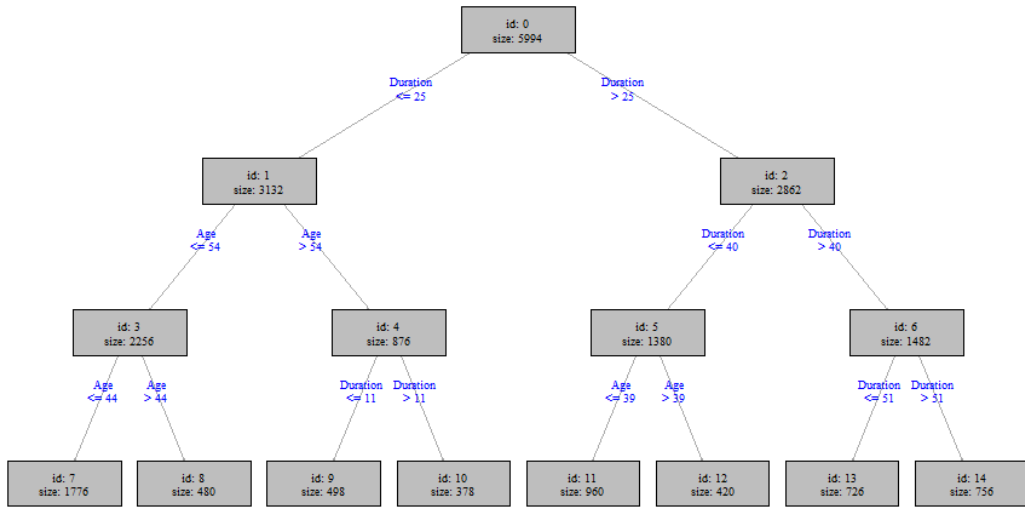 id: 0
size: 5994
Duration
<= 25
Duration
> 25
id: 1
size: 3132
id: 2
size: 2862
Age
<= 54
Age
> 54
Duration
<= 40
Duration
> 40
id: 3
size: 2256
id: 4
size: 876
id: 5
size: 1380
id: 6
size: 1482
Age
<= 44
Age
> 44
Duration
<= 11
Duration
> 11
Age
<= 39
Age
> 39
Duration
<= 51
Duration
> 51
id: 7
size: 1776
id: 8
size: 480
id: 9
size: 498
id: 10
size: 378
id: 11
size: 960
id: 12
size: 420
id: 13
size: 726
id: 14
size: 756